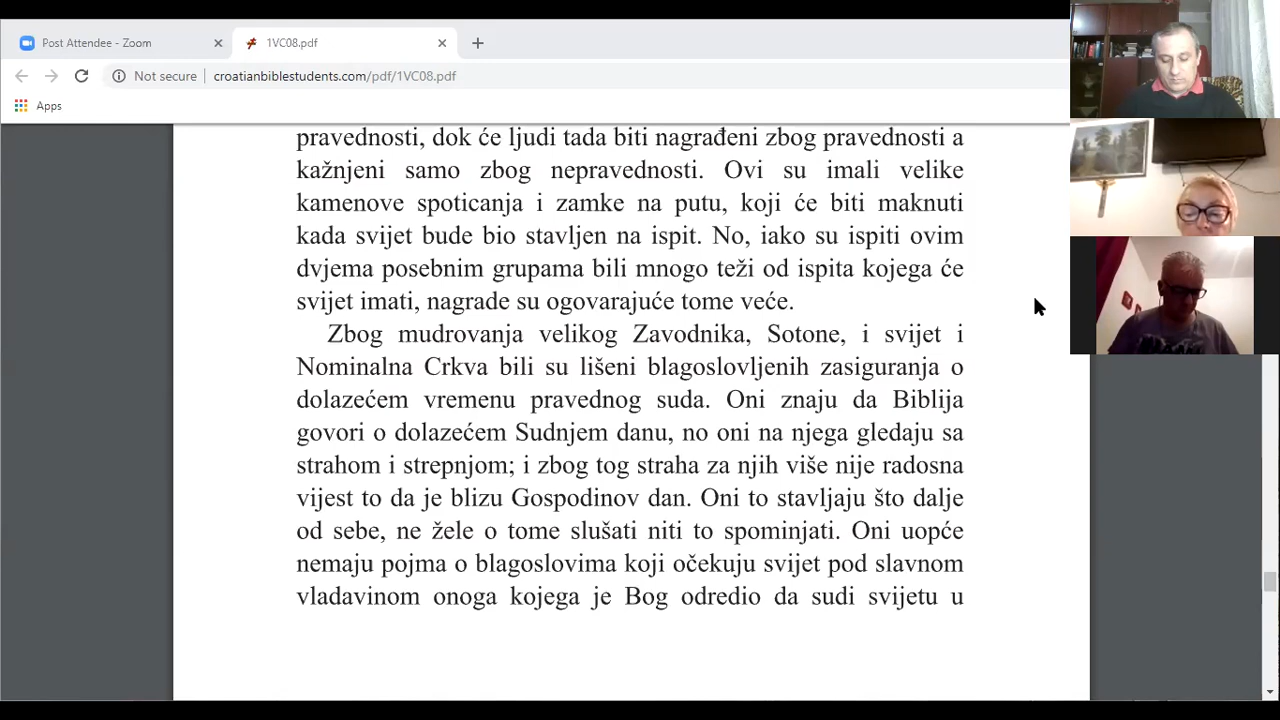 Post Attendee - Zoom
1VC08.pdf
Not secure
croatianbiblestudents.com/pdf/1VC08.pdf
Apps
pravednosti, dok će ljudi tada biti nagrađeni zbog pravednosti a
kažnjeni samo zbog nepravednosti. Ovi su imali velike
kamenove spoticanja i zamke na putu, koji će biti maknuti
kada svijet bude bio stavljen na ispit. No, iako su ispiti ovim
dvjema posebnim grupama bili mnogo teži od ispita kojega će
svijet imati, nagrade su ogovarajuće tome veće.
Zbog mudrovanja velikog Zavodnika, Sotone, i svijet i
Nominalna Crkva bili su lišeni blagoslovljenih zasiguranja o
dolazećem vremenu pravednog suda. Oni znaju da Biblija
govori o dolazećem Sudnjem danu, no oni na njega gledaju sa
strahom i strepnjom; i zbog tog straha za njih više nije radosna
vijest to da je blizu Gospodinov dan. Oni to stavljaju što dalje
od sebe, ne žele o tome slušati niti to spominjati. Oni uopće
nemaju pojma o blagoslovima koji očekuju svijet pod slavnom
vladavinom onoga kojega je Bog odredio da sudi svijetu u